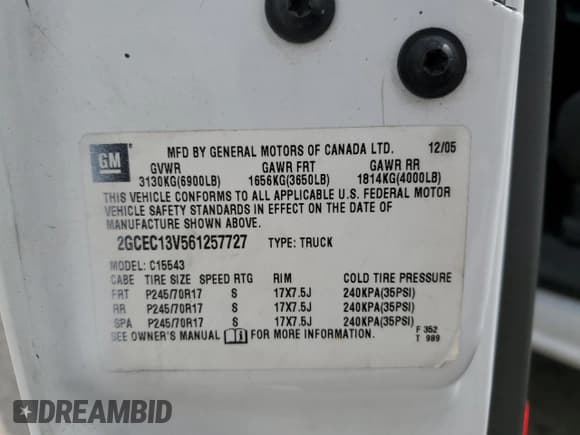 GM
MFD BY GENERAL MOTORS OF CANADA LTD. 12/05
GVWR GAWR FRT GAWR RR
3130KG(6900LB) 1656KG(3650LB) 1814KG(4000LB)
THIS VEHICLE CONFORMS TO ALL APPLICABLE U.S. FEDERAL MOTOR
VEHICLE SAFETY STANDARDS IN EFFECT ON THE DATE OF
MANUFACTURE SHOWN ABOVE.
2GCEC13V561257727 TYPE: TRUCK
MODEL: C15543
CABE TIRE SIZE SPEED RTG RIM COLD TIRE PRESSURE
FRT P245/70R17 S 17X7.5J 240KPA(35PSI)
RR P245/70R17 S 17X7.5J 240KPA(35PSI)
SPA P245/70R17 S 17X7.5J 240KPA(35PSI)
SEE OWNER'S MANUAL FOR MORE INFORMATION. F 352
T 989
DREAMBID